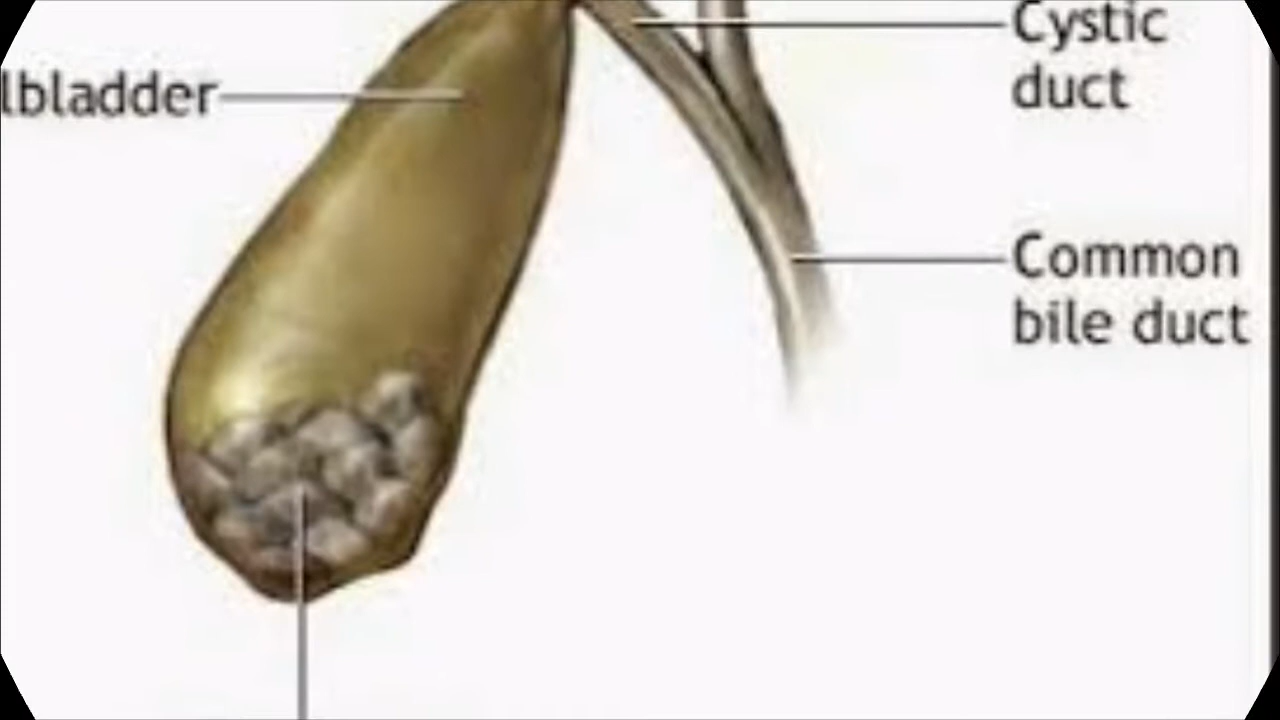 Cystic
duct
lbladder
Common
bile duct